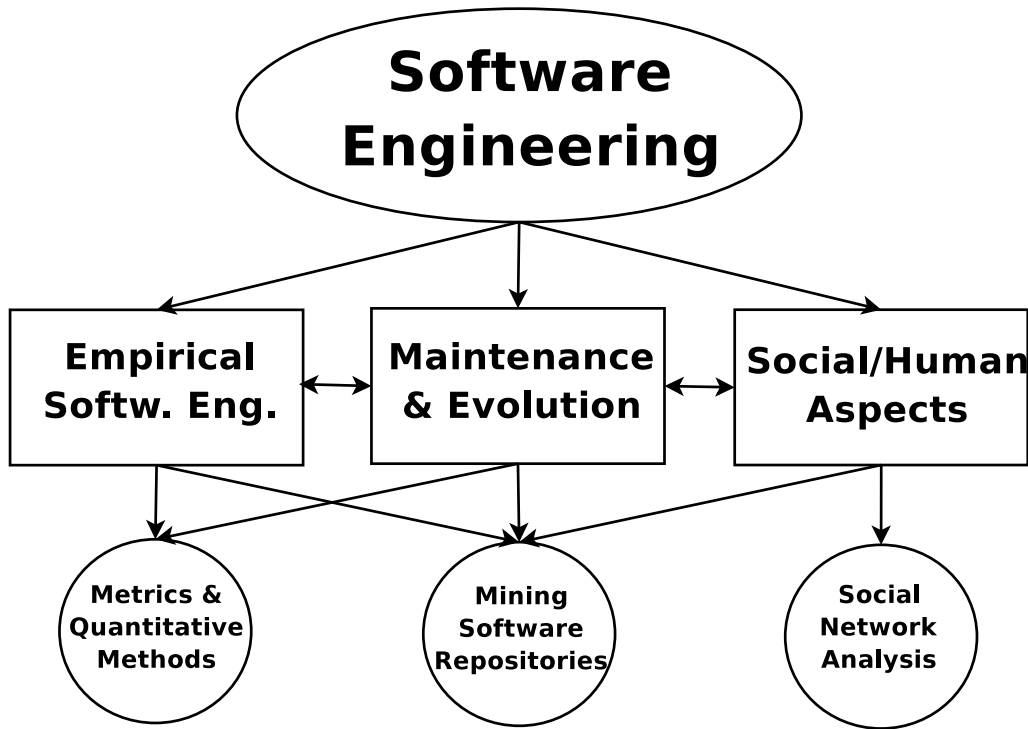 Software
Engineering
Empirical
Softw. Eng.
Maintenance
& Evolution
Social/Human
Aspects
Metrics &
Quantitative
Methods
Mining
Software
Repositories
Social
Network
Analysis